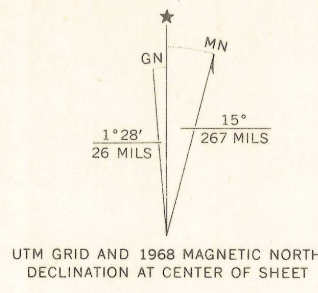 ★
GN
MN
1°28′
26 MILS
15°
267 MILS
UTM GRID AND 1968 MAGNETIC NORTH
DECLINATION AT CENTER OF SHEET